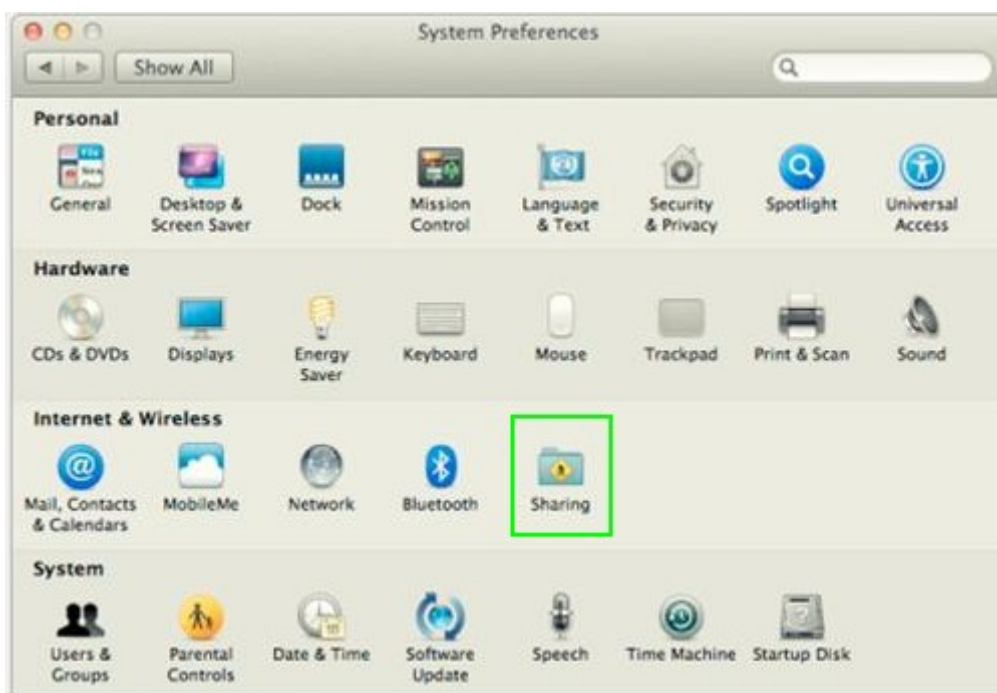 System Preferences
Show All
Personal
General
Desktop & Screen Saver
Dock
Mission Control
Language & Text
Security & Privacy
Spotlight
Universal Access
Hardware
CDs & DVDs
Displays
Energy Saver
Keyboard
Mouse
Trackpad
Print & Scan
Sound
Internet & Wireless
Mail, Contacts & Calendars
MobileMe
Network
Bluetooth
Sharing
System
Users & Groups
Parental Controls
Date & Time
Software Update
Speech
Time Machine
Startup Disk